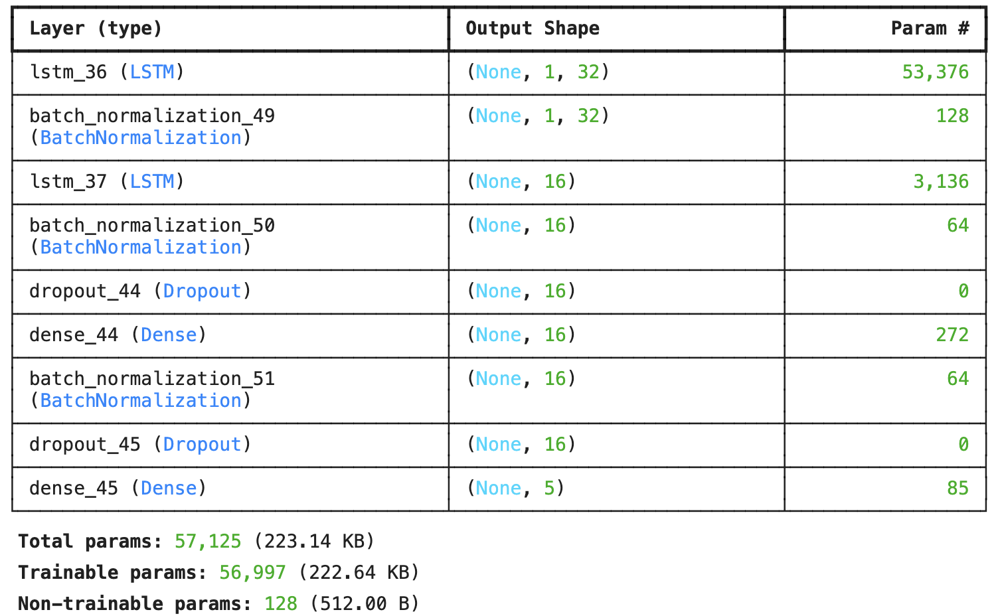 Layer (type) Output Shape Param #
lstm_36 (LSTM) (None, 1, 32) 53,376
batch_normalization_49 (None, 1, 32) 128
(BatchNormalization)
lstm_37 (LSTM) (None, 16) 3,136
batch_normalization_50 (None, 16) 64
(BatchNormalization)
dropout_44 (Dropout) (None, 16) 0
dense_44 (Dense) (None, 16) 272
batch_normalization_51 (None, 16) 64
(BatchNormalization)
dropout_45 (Dropout) (None, 16) 0
dense_45 (Dense) (None, 5) 85
Total params: 57,125 (223.14 KB)
Trainable params: 56,997 (222.64 KB)
Non-trainable params: 128 (512.00 B)